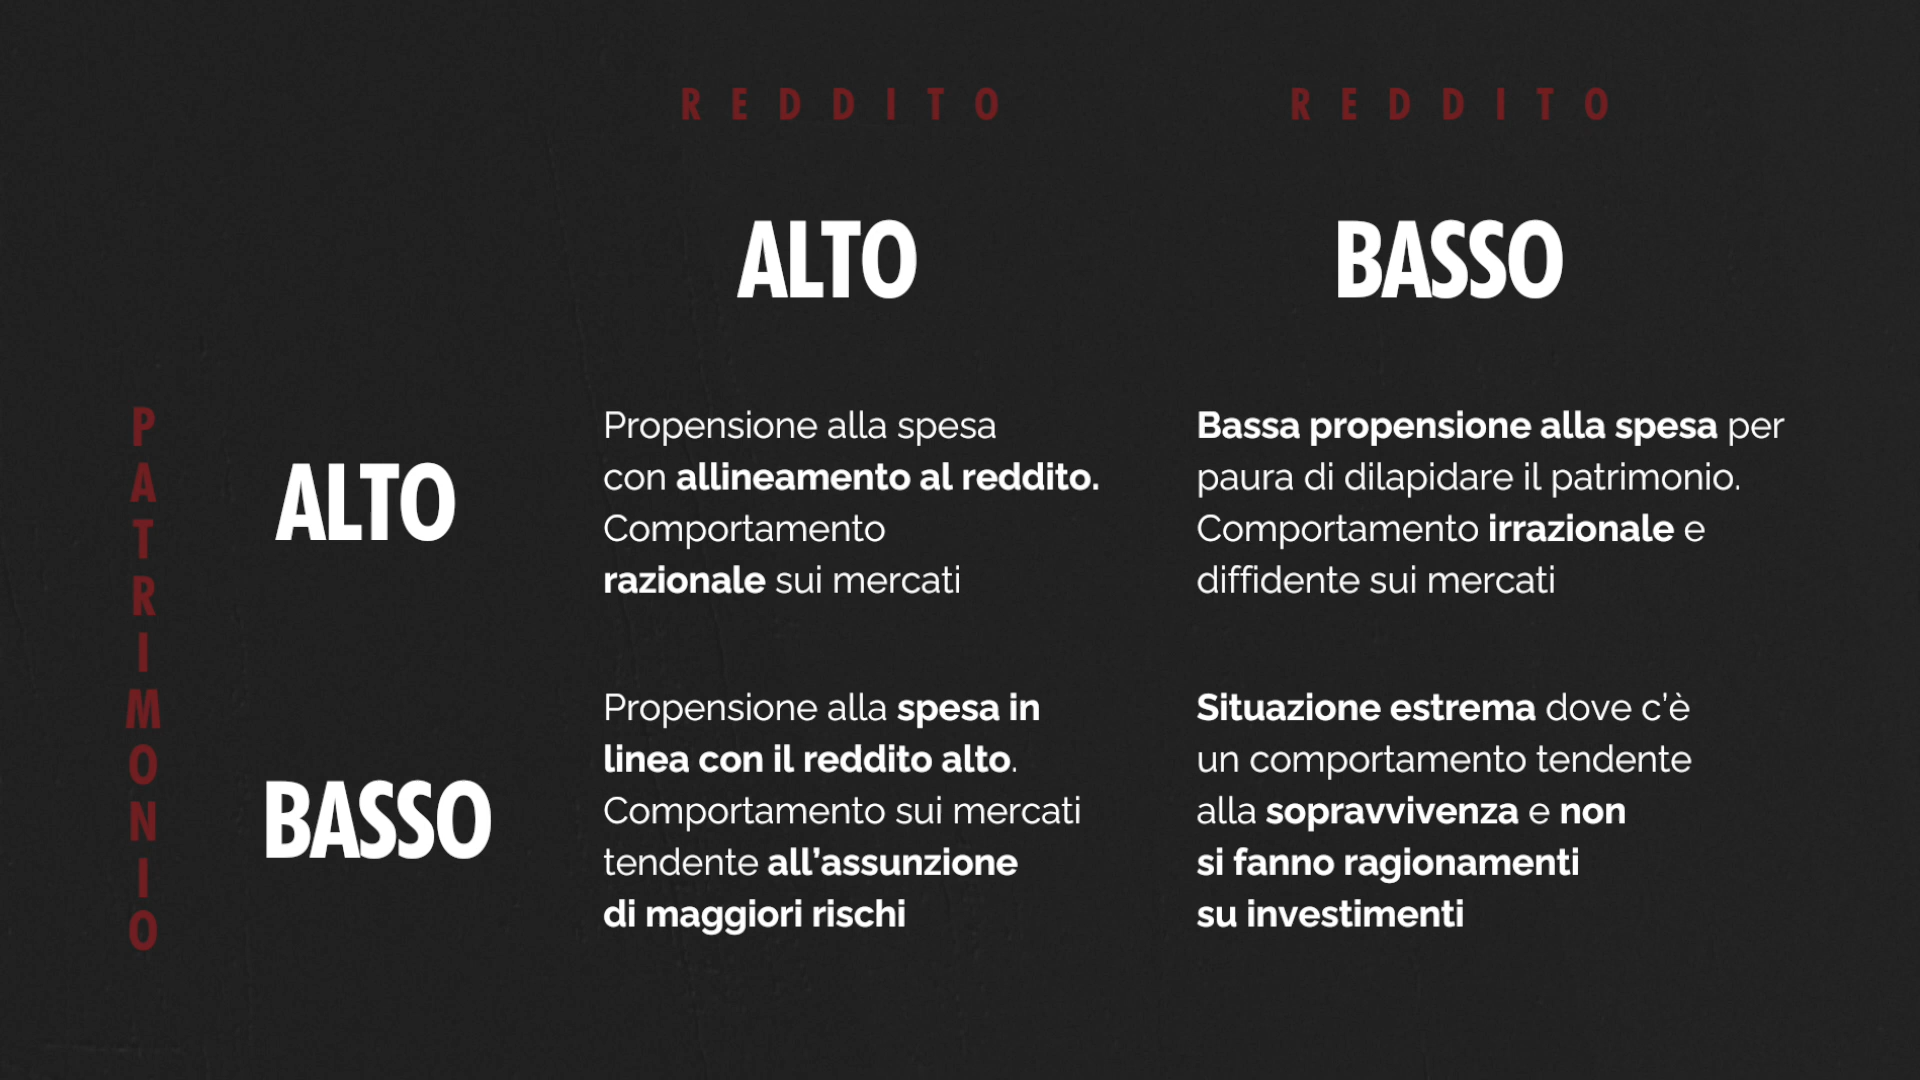 REDDITO
REDDITO
ALTO
BASSO
PATRIMONIO
ALTO
Propensione alla spesa
con allineamento al reddito.
Comportamento
razionale sui mercati
Bassa propensione alla spesa per
paura di dilapidare il patrimonio.
Comportamento irrazionale e
diffidente sui mercati
BASSO
Propensione alla spesa in
linea con il reddito alto.
Comportamento sui mercati
tendente all’assunzione
di maggiori rischi
Situazione estrema dove c’è
un comportamento tendente
alla sopravvivenza e non
si fanno ragionamenti
su investimenti